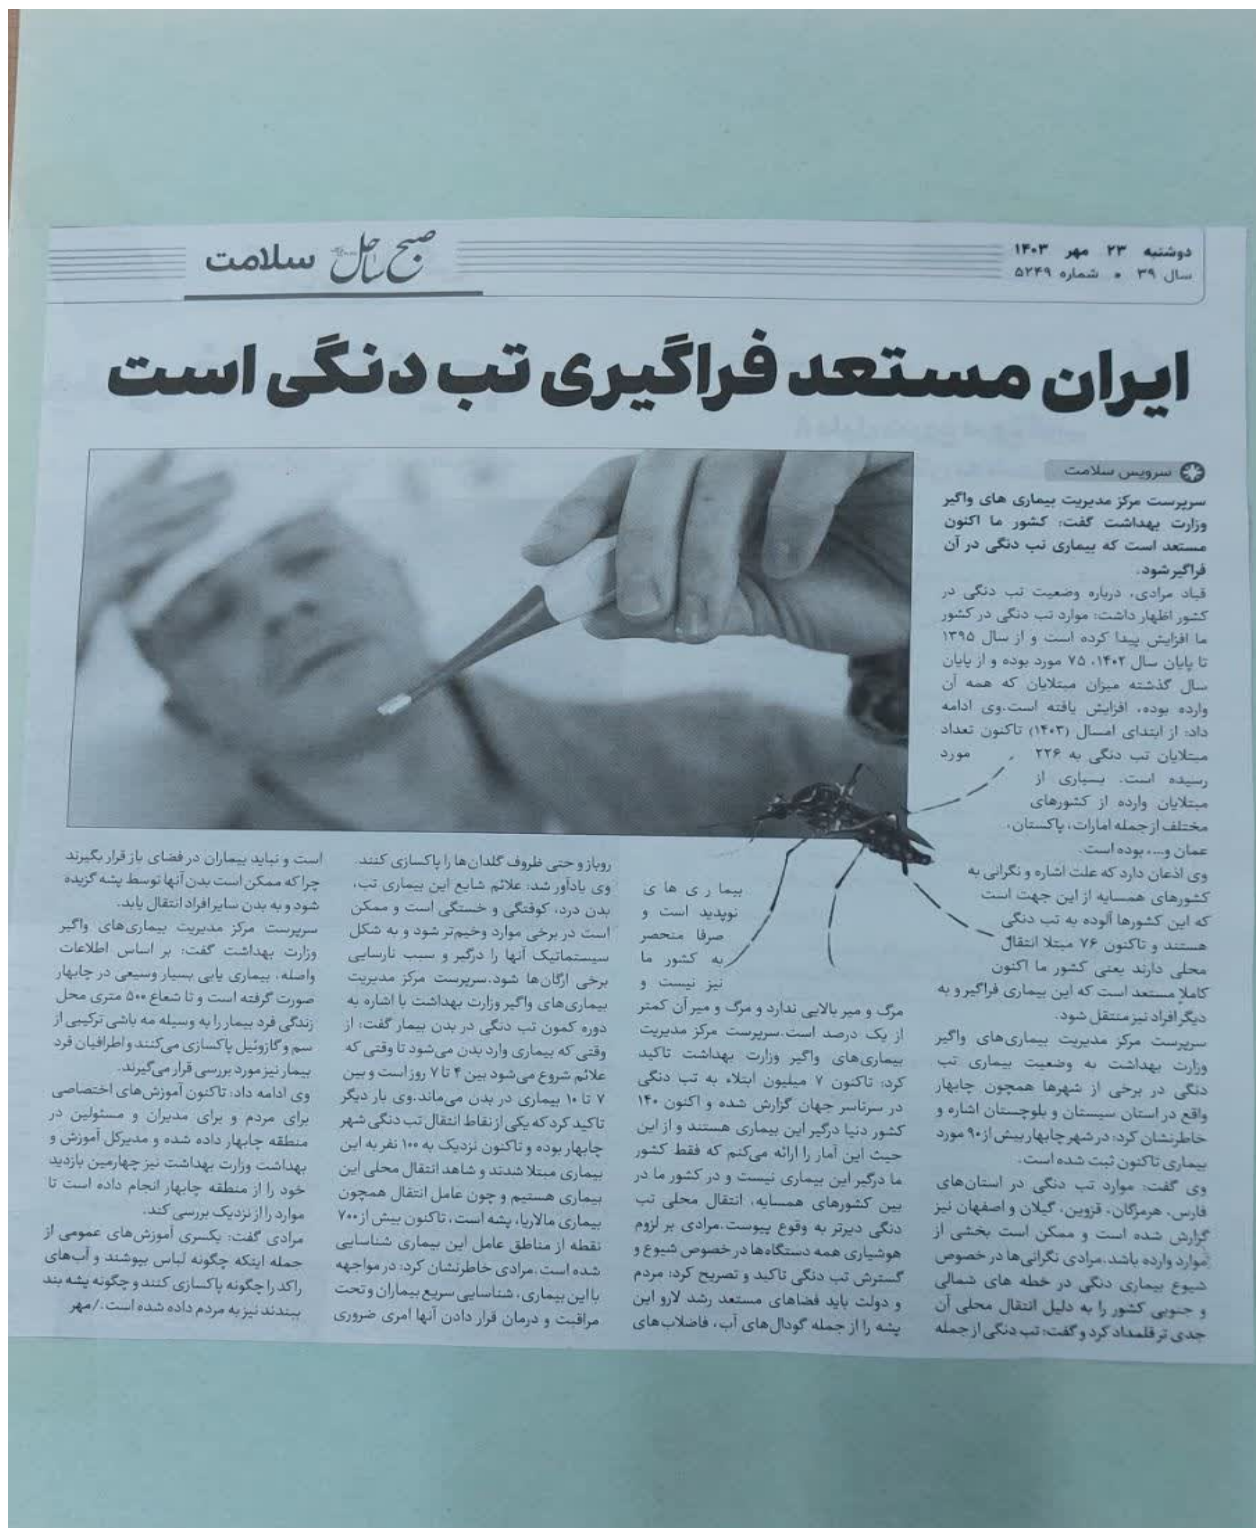 دوشنبه ۲۳ مهر ۱۴۰۳
سال ۳۹ • شماره ۵۲۴۹
صبح ساحل سلامت
ایران مستعد فراگیری تب دنگی است
سرویس سلامت
سرپرست مرکز مدیریت بیماری های واگیر
وزارت بهداشت گفت: کشور ما اکنون
مستعد است که بیماری تب دنگی در آن
فراگیر شود.
قباد مرادی، درباره وضعیت تب دنگی در
کشور اظهار داشت: موارد تب دنگی در کشور
ما افزایش پیدا کرده است و از سال ۱۳۹۵
تا پایان سال ۱۴۰۲، ۷۵ مورد بوده و از پایان
سال گذشته میزان مبتلایان که همه آن
وارده بوده، افزایش یافته است.وی ادامه
داد: از ابتدای امسال (۱۴۰۳) تاکنون تعداد
مبتلایان تب دنگی به ۲۲۶ مورد
رسیده است. بسیاری از
مبتلایان وارده از کشورهای
مختلف از جمله امارات، پاکستان،
عمان و... بوده است.
وی اذعان دارد که علت اشاره و نگرانی به
کشورهای همسایه از این جهت است
که این کشورها آلوده به تب دنگی
هستند و تاکنون ۷۶ مبتلا انتقال
محلی دارند یعنی کشور ما اکنون
کاملا مستعد است که این بیماری فراگیر و به
دیگر افراد نیز منتقل شود.
سرپرست مرکز مدیریت بیماری‌های واگیر
وزارت بهداشت به وضعیت بیماری تب
دنگی در برخی از شهرها همچون چابهار
واقع در استان سیستان و بلوچستان اشاره و
خاطرنشان کرد: در شهر چابهار بیش از ۹۰ مورد
بیماری تاکنون ثبت شده است.
وی گفت: موارد تب دنگی در استان‌های
فارس، هرمزگان، قزوین، گیلان و اصفهان نیز
گزارش شده است و ممکن است بخشی از
موارد وارده باشد.مرادی نگرانی‌ها در خصوص
شیوع بیماری دنگی در خطه های شمالی
و جنوبی کشور را به دلیل انتقال محلی آن
جدی تر قلمداد کرد و گفت: تب دنگی از جمله
بیماری های
نوپدید است و
صرفا منحصر
به کشور ما
نیز نیست و
مرگ و میر بالایی ندارد و مرگ و میر آن کمتر
از یک درصد است.سرپرست مرکز مدیریت
بیماری‌های واگیر وزارت بهداشت تاکید
کرد: تاکنون ۷ میلیون ابتلاء به تب دنگی
در سرتاسر جهان گزارش شده و اکنون ۱۴۰
کشور دنیا درگیر این بیماری هستند و از این
حیث این آمار را ارائه می‌کنم که فقط کشور
ما درگیر این بیماری نیست و در کشور ما در
بین کشورهای همسایه، انتقال محلی تب
دنگی دیرتر به وقوع پیوست.مرادی بر لزوم
هوشیاری همه دستگاه‌ها در خصوص شیوع و
گسترش تب دنگی تاکید و تصریح کرد: مردم
و دولت باید فضاهای مستعد رشد لارو این
پشه را از جمله گودال‌های آب، فاضلاب‌های
روباز و حتی ظروف گلدان‌ها را پاکسازی کنند.
وی یادآور شد: علائم شایع این بیماری تب،
بدن درد، کوفتگی و خستگی است و ممکن
است در برخی موارد وخیم‌تر شود و به شکل
سیستماتیک آنها را درگیر و سبب نارسایی
برخی ارگان‌ها شود.سرپرست مرکز مدیریت
بیماری‌های واگیر وزارت بهداشت با اشاره به
دوره کمون تب دنگی در بدن بیمار گفت: از
وقتی که بیماری وارد بدن می‌شود تا وقتی که
علائم شروع می‌شود بین ۴ تا ۷ روز است و بین
۷ تا ۱۰ بیماری در بدن می‌ماند.وی بار دیگر
تاکید کرد که یکی از نقاط انتقال تب دنگی شهر
چابهار بوده و تاکنون نزدیک به ۱۰۰ نفر به این
بیماری مبتلا شدند و شاهد انتقال محلی این
بیماری هستیم و چون عامل انتقال همچون
بیماری مالاریا، پشه است، تاکنون بیش از ۷۰۰
نقطه از مناطق عامل این بیماری شناسایی
شده است.مرادی خاطرنشان کرد: در مواجهه
با این بیماری، شناسایی سریع بیماران و تحت
مراقبت و درمان قرار دادن آنها امری ضروری
است و نباید بیماران در فضای باز قرار بگیرند
چرا که ممکن است بدن آنها توسط پشه گزیده
شود و به بدن سایر افراد انتقال یابد.
سرپرست مرکز مدیریت بیماری‌های واگیر
وزارت بهداشت گفت: بر اساس اطلاعات
واصله، بیماری یابی بسیار وسیعی در چابهار
صورت گرفته است و تا شعاع ۵۰۰ متری محل
زندگی فرد بیمار را به وسیله مه پاشی ترکیبی از
سم و گازوئیل پاکسازی می‌کنند و اطرافیان فرد
بیمار نیز مورد بررسی قرار می‌گیرند.
وی ادامه داد: تاکنون آموزش‌های اختصاصی
برای مردم و برای مدیران و مسئولین در
منطقه چابهار داده شده و مدیرکل آموزش و
بهداشت وزارت بهداشت نیز چهارمین بازدید
خود را از منطقه چابهار انجام داده است تا
موارد را از نزدیک بررسی کند.
مرادی گفت: یکسری آموزش‌های عمومی از
جمله اینکه چگونه لباس بپوشند و آب‌های
راکد را چگونه پاکسازی کنند و چگونه پشه بند
ببندند نیز به مردم داده شده است./مهر